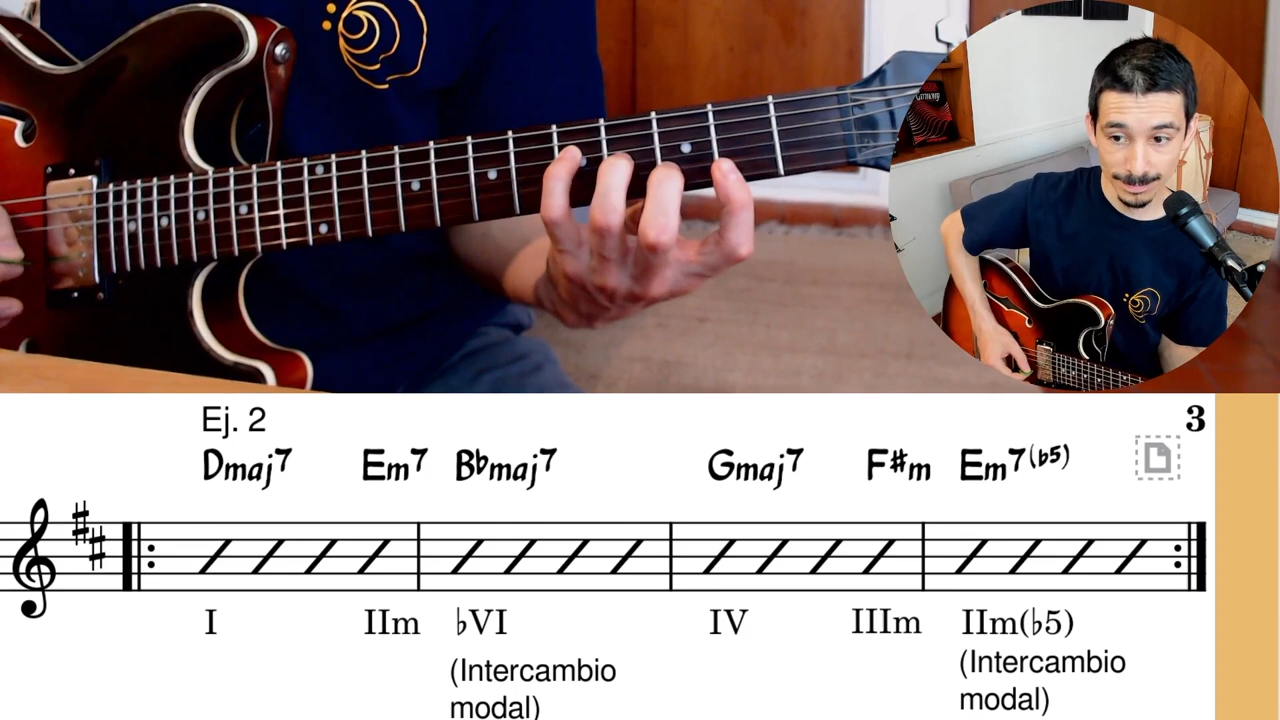 Harmony
Ej. 2
3
Dmaj7 Em7 B♭maj7 Gmaj7 F#m Em7(♭5)
I IIm ♭VI IV IIIm IIm(♭5)
(Intercambio modal)
(Intercambio modal)